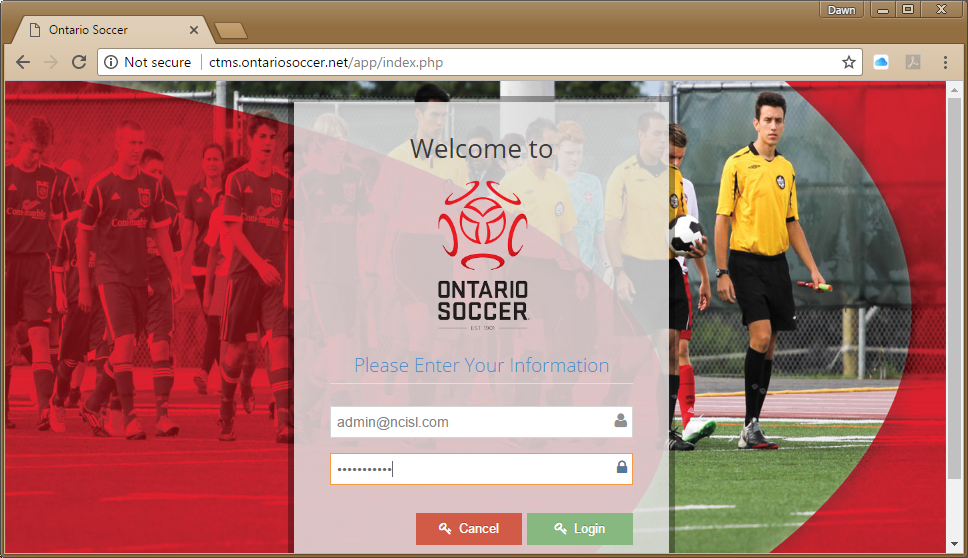 Dawn
Ontario Soccer
Not secure ctms.ontariosoccer.net/app/index.php
Welcome to
ONTARIO
SOCCER
EST 1901
Please Enter Your Information
admin@ncisl.com
•••••••••••
Cancel Login